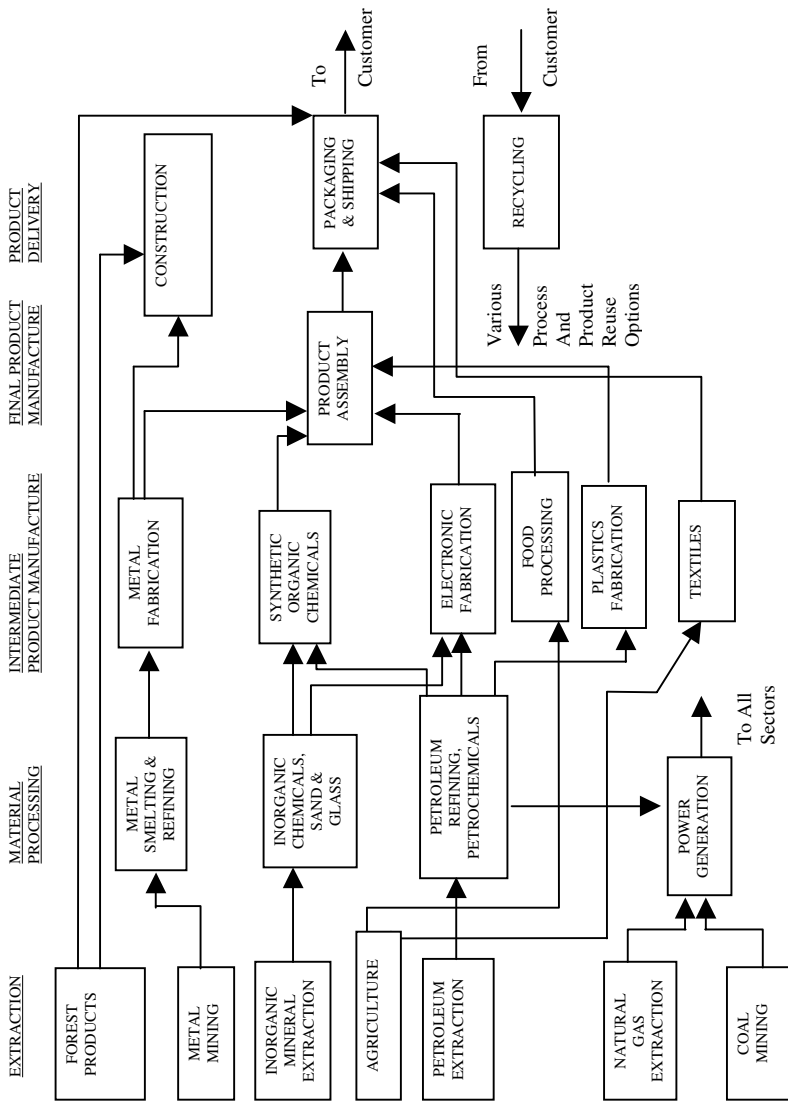 EXTRACTION
MATERIAL
PROCESSING
INTERMEDIATE
PRODUCT MANUFACTURE
FINAL PRODUCT
MANUFACTURE
PRODUCT
DELIVERY
FOREST
PRODUCTS
METAL
MINING
INORGANIC
MINERAL
EXTRACTION
AGRICULTURE
PETROLEUM
EXTRACTION
NATURAL
GAS
EXTRACTION
COAL
MINING
METAL
SMELTING &
REFINING
INORGANIC
CHEMICALS,
SAND &
GLASS
PETROLEUM
REFINING,
PETROCHEMICALS
POWER
GENERATION
To All
Sectors
METAL
FABRICATION
SYNTHETIC
ORGANIC
CHEMICALS
ELECTRONIC
FABRICATION
FOOD
PROCESSING
PLASTICS
FABRICATION
TEXTILES
PRODUCT
ASSEMBLY
CONSTRUCTION
PACKAGING
& SHIPPING
To
Customer
RECYCLING
From
Customer
Various
Process
And Product
Reuse
Options